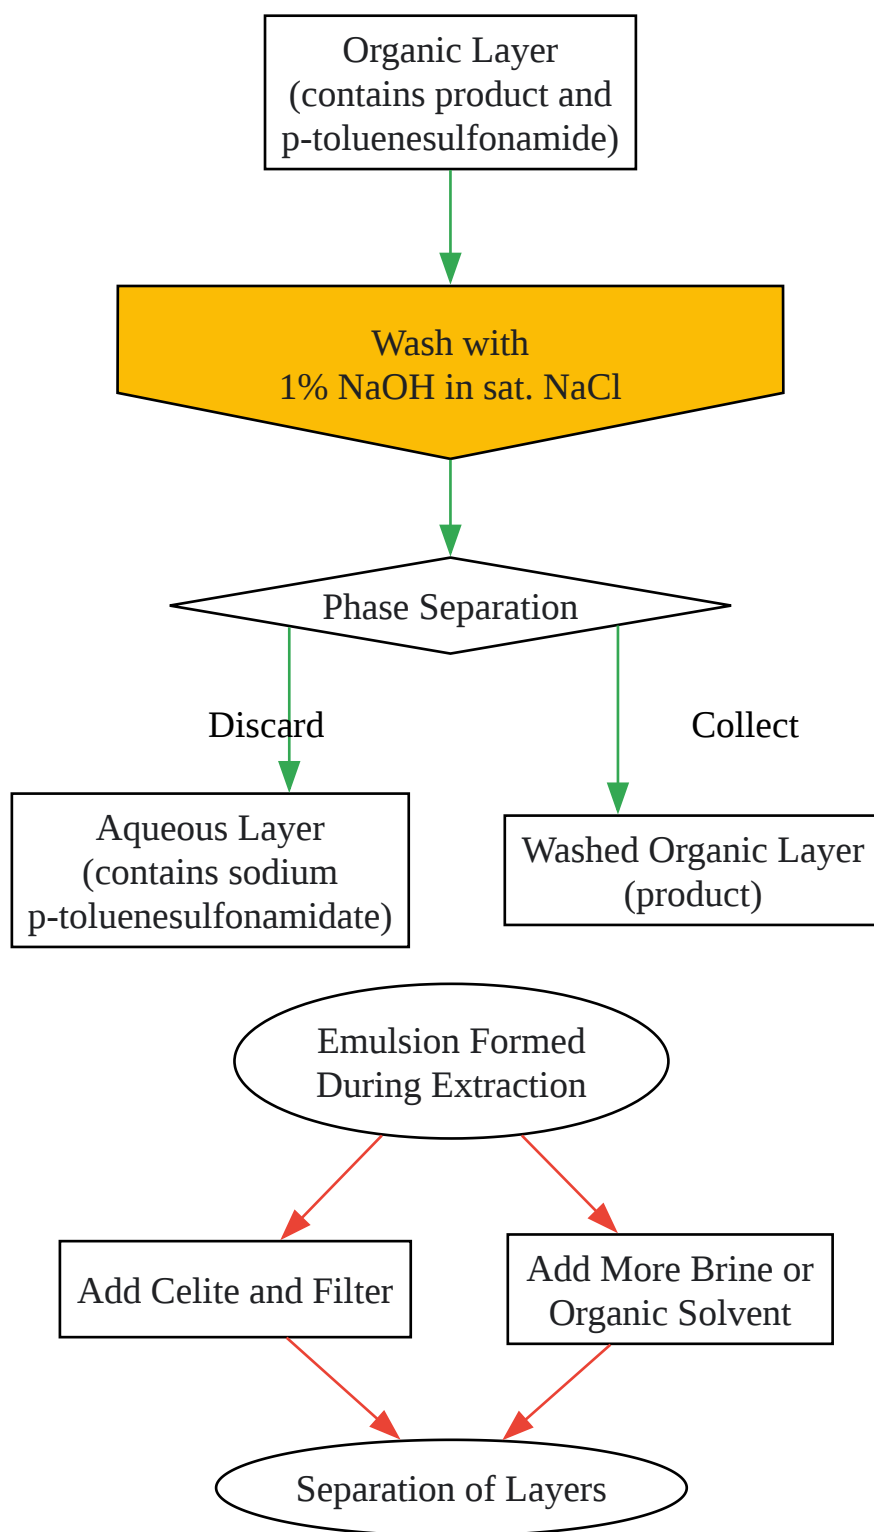 Organic Layer
(contains product and
p-toluenesulfonamide)
Wash with
1% NaOH in sat. NaCl
Phase Separation
Discard
Collect
Aqueous Layer
(contains sodium
p-toluenesulfonamidate)
Washed Organic Layer
(product)
Emulsion Formed
During Extraction
Add Celite and Filter
Add More Brine or
Organic Solvent
Separation of Layers